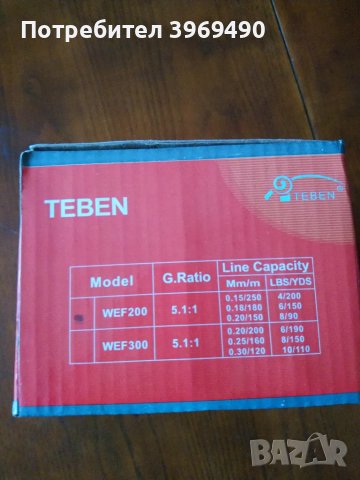 Потребител 3969490
TEBEN
TEBEN
Model G.Ratio Line Capacity
Mm/m LBS/YDS
WEF200 5.1:1 0.15/250 4/200
0.18/180 6/150
0.20/150 8/90
WEF300 5.1:1 0.20/200 6/190
0.25/160 8/150
0.30/120 10/110
BAZAR